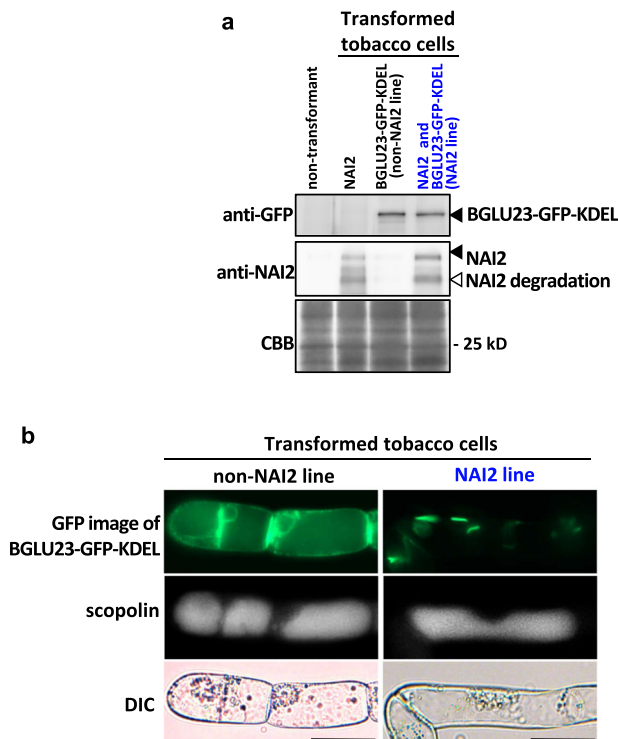 a
Transformed
tobacco cells
non-transformant
NAI2
BGLU23-GFP-KDEL
(non-NAI2 line)
NAI2 and
BGLU23-GFP-KDEL
(NAI2 line)
anti-GFP
BGLU23-GFP-KDEL
anti-NAI2
NAI2
NAI2 degradation
CBB
- 25 kD
b
Transformed tobacco cells
non-NAI2 line
NAI2 line
GFP image of
BGLU23-GFP-KDEL
scopolin
DIC